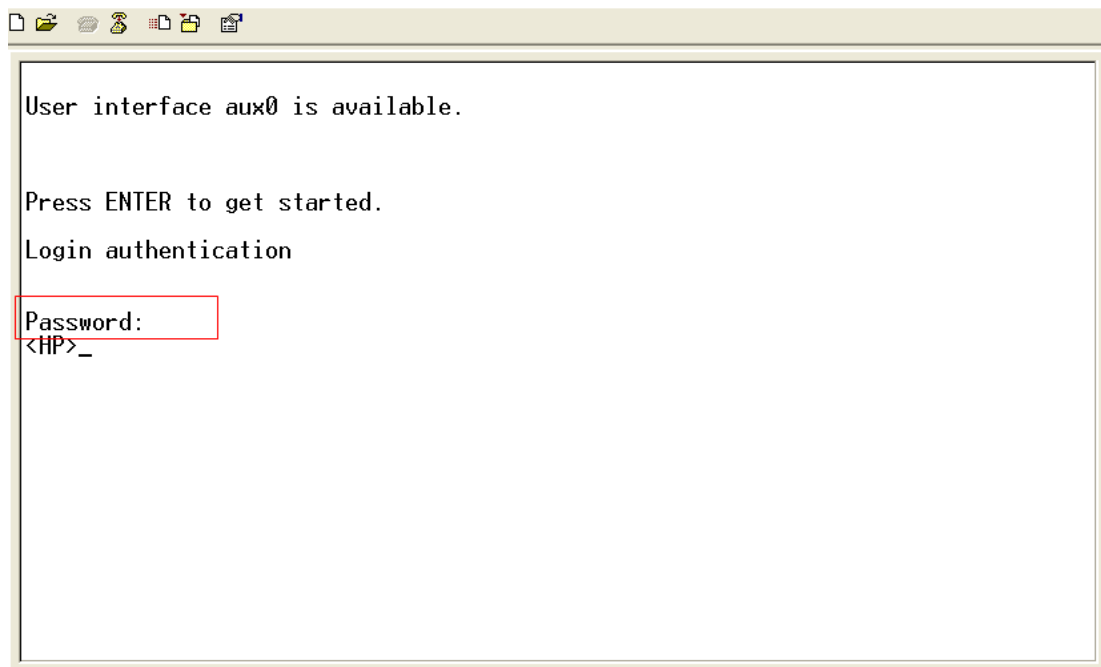 User interface aux0 is available.
Press ENTER to get started.
Login authentication
Password:
<HP>_